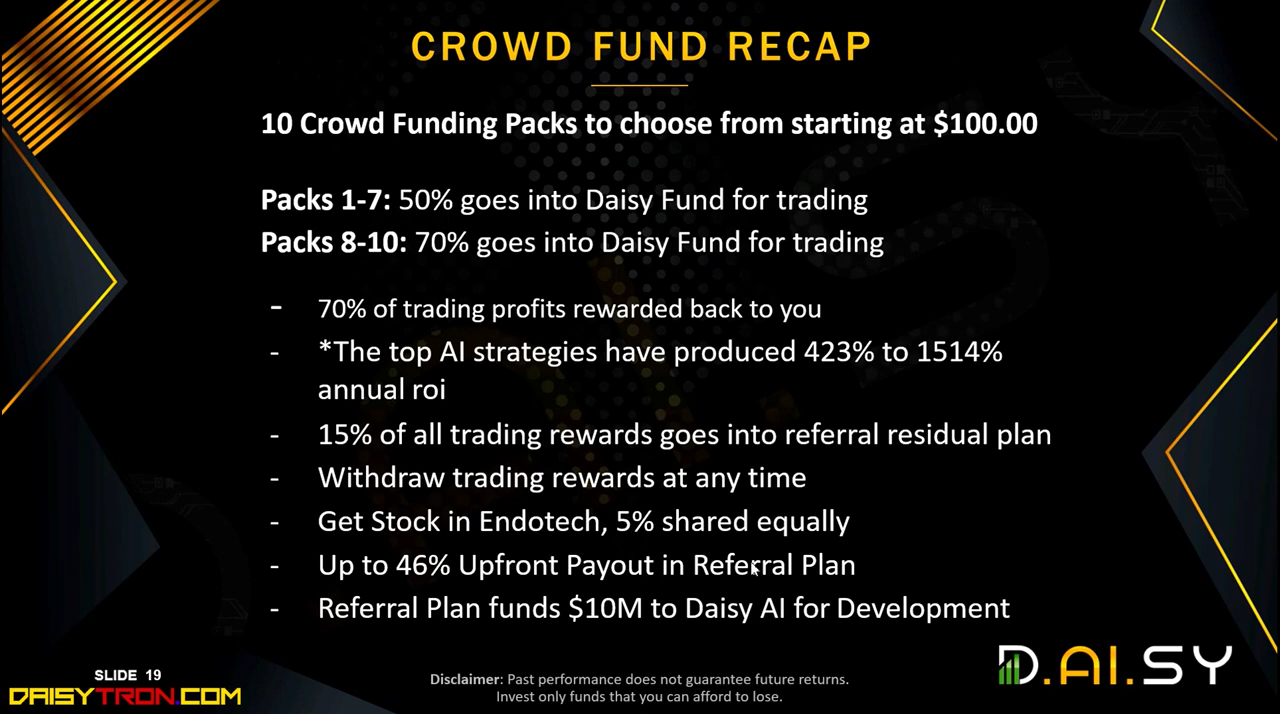 CROWD FUND RECAP
10 Crowd Funding Packs to choose from starting at $100.00
Packs 1-7: 50% goes into Daisy Fund for trading
Packs 8-10: 70% goes into Daisy Fund for trading
- 70% of trading profits rewarded back to you
- *The top AI strategies have produced 423% to 1514%
annual roi
- 15% of all trading rewards goes into referral residual plan
- Withdraw trading rewards at any time
- Get Stock in Endotech, 5% shared equally
- Up to 46% Upfront Payout in Referral Plan
- Referral Plan funds $10M to Daisy AI for Development
D.AI.SY
SLIDE 19
DAISYTRON.COM
Disclaimer: Past performance does not guarantee future returns.
Invest only funds that you can afford to lose.